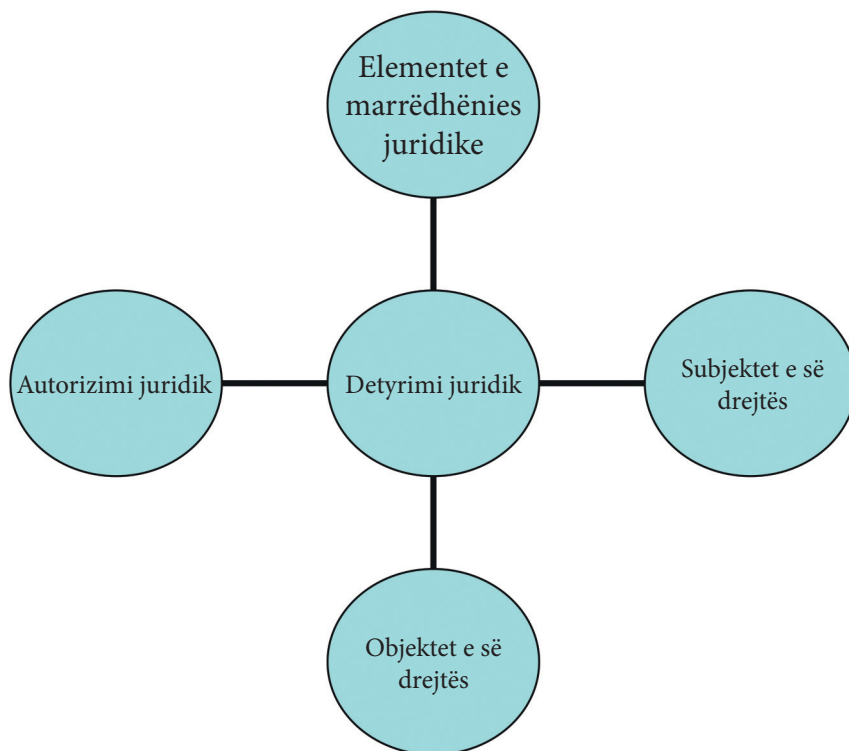 Elementet e
marrëdhënies
juridike
Autorizimi juridik
Detyrimi juridik
Subjektet e së
drejtës
Objektet e së
drejtës